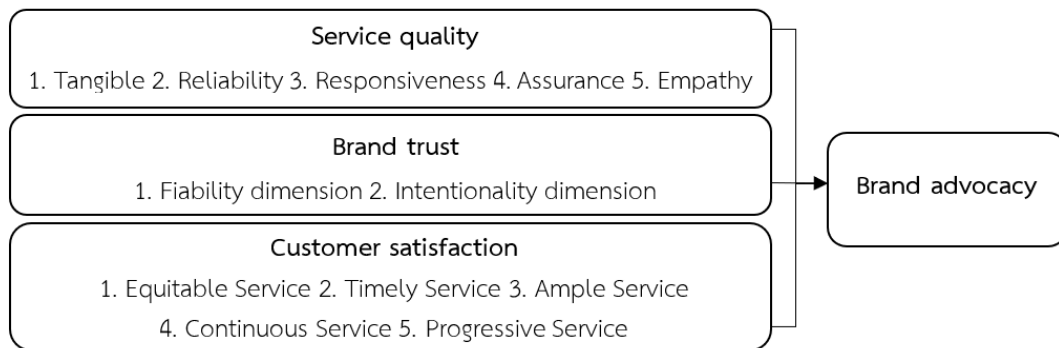 Service quality
1. Tangible 2. Reliability 3. Responsiveness 4. Assurance 5. Empathy
Brand trust
1. Fiability dimension 2. Intentionality dimension
Customer satisfaction
1. Equitable Service 2. Timely Service 3. Ample Service
4. Continuous Service 5. Progressive Service
Brand advocacy